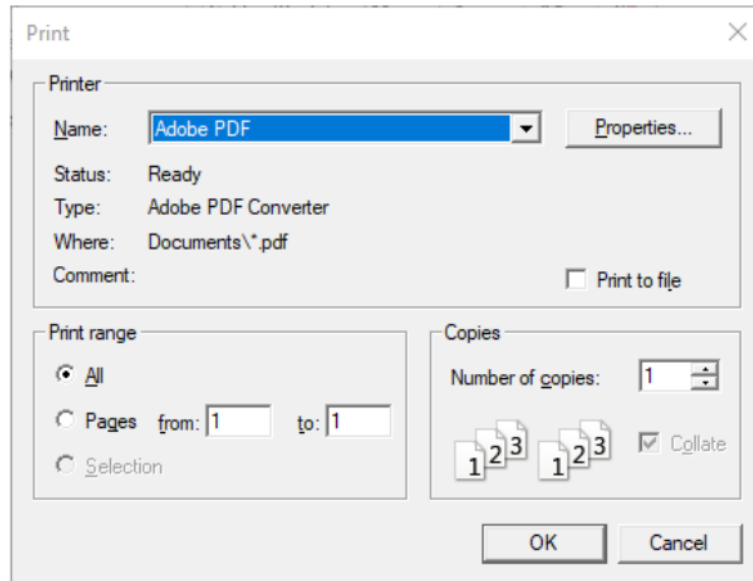 Print
Printer
Name: Adobe PDF Properties...
Status: Ready
Type: Adobe PDF Converter
Where: Documents\*.pdf
Comment: Print to file
Print range
All
Pages from: 1 to: 1
Selection
Copies
Number of copies: 1
1 2 3 1 2 3 Collate
OK Cancel